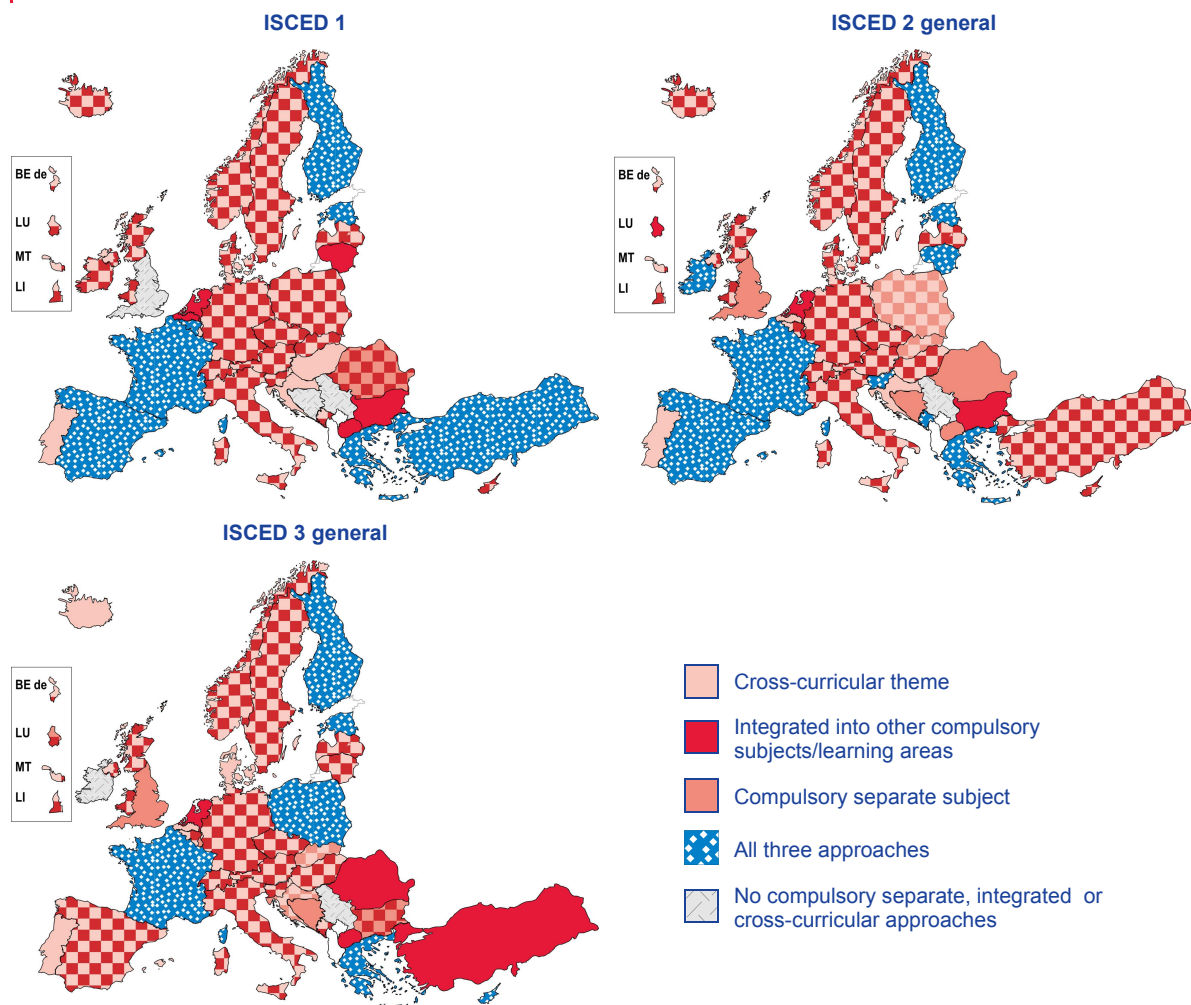 ISCED 1
ISCED 2 general
BE de
LU
MT
LI
BE de
LU
MT
LI
ISCED 3 general
BE de
LU
MT
LI
Cross-curricular theme
Integrated into other compulsory
subjects/learning areas
Compulsory separate subject
All three approaches
No compulsory separate, integrated or
cross-curricular approaches